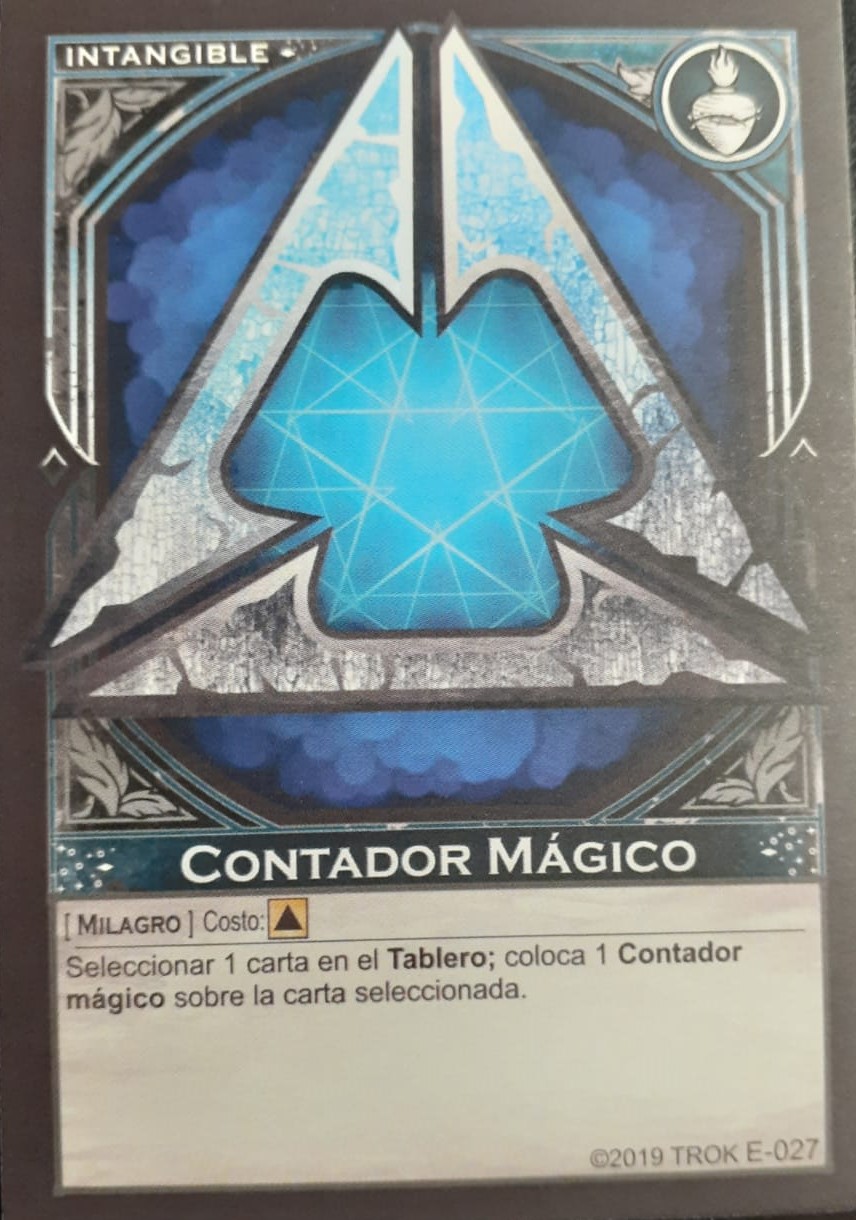 INTANGIBLE
CONTADOR MÁGICO
[ MILAGRO ] Costo:
Seleccionar 1 carta en el Tablero; coloca 1 Contador
mágico sobre la carta seleccionada.
©2019 TROK E-027